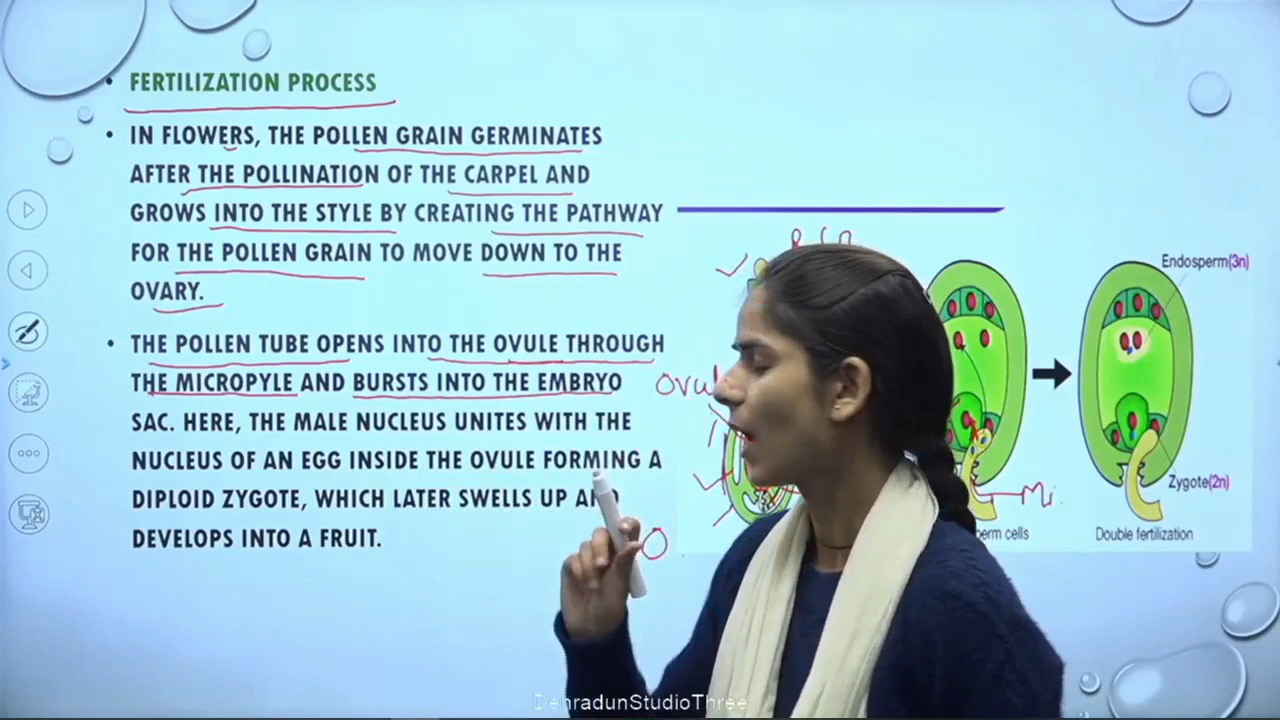 FERTILIZATION PROCESS
IN FLOWERS, THE POLLEN GRAIN GERMINATES
AFTER THE POLLINATION OF THE CARPEL AND
GROWS INTO THE STYLE BY CREATING THE PATHWAY
FOR THE POLLEN GRAIN TO MOVE DOWN TO THE
OVARY.
THE POLLEN TUBE OPENS INTO THE OVULE THROUGH
THE MICROPYLE AND BURSTS INTO THE EMBRYO
SAC. HERE, THE MALE NUCLEUS UNITES WITH THE
NUCLEUS OF AN EGG INSIDE THE OVULE FORMING A
DIPLOID ZYGOTE, WHICH LATER SWELLS UP AND
DEVELOPS INTO A FRUIT.
Endosperm(3n)
Zygote(2n)
Mi
cells
Double fertilization
DehradunStudioThree